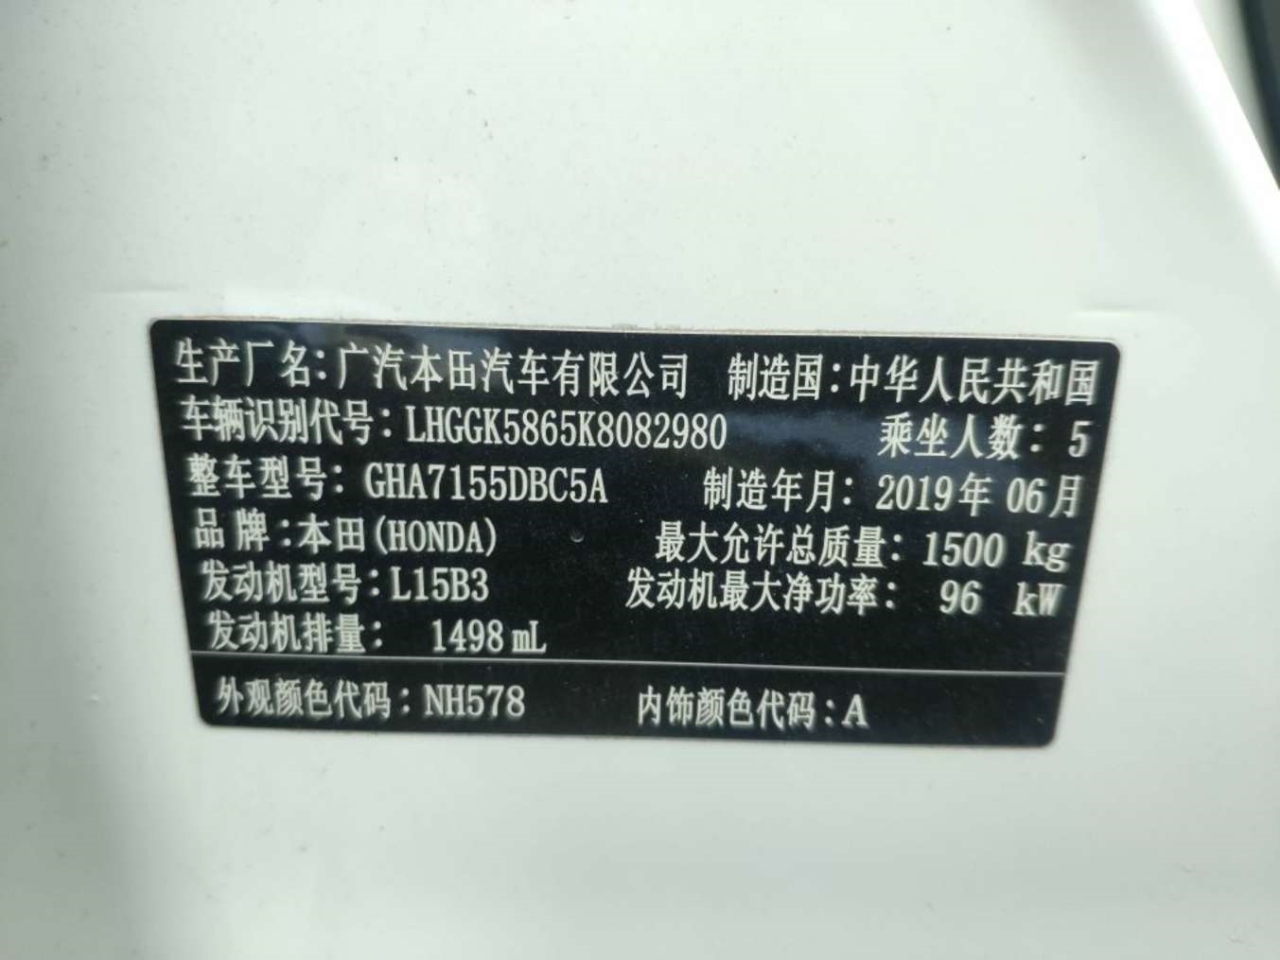 生产厂名：广汽本田汽车有限公司 制造国：中华人民共和国
车辆识别代号：LHGGK5865K8082980 乘坐人数：5
整车型号：GHA7155DBC5A 制造年月：2019年06月
品牌：本田(HONDA) 最大允许总质量：1500 kg
发动机型号：L15B3 发动机最大净功率：96 kW
发动机排量：1498 mL
外观颜色代码：NH578 内饰颜色代码：A